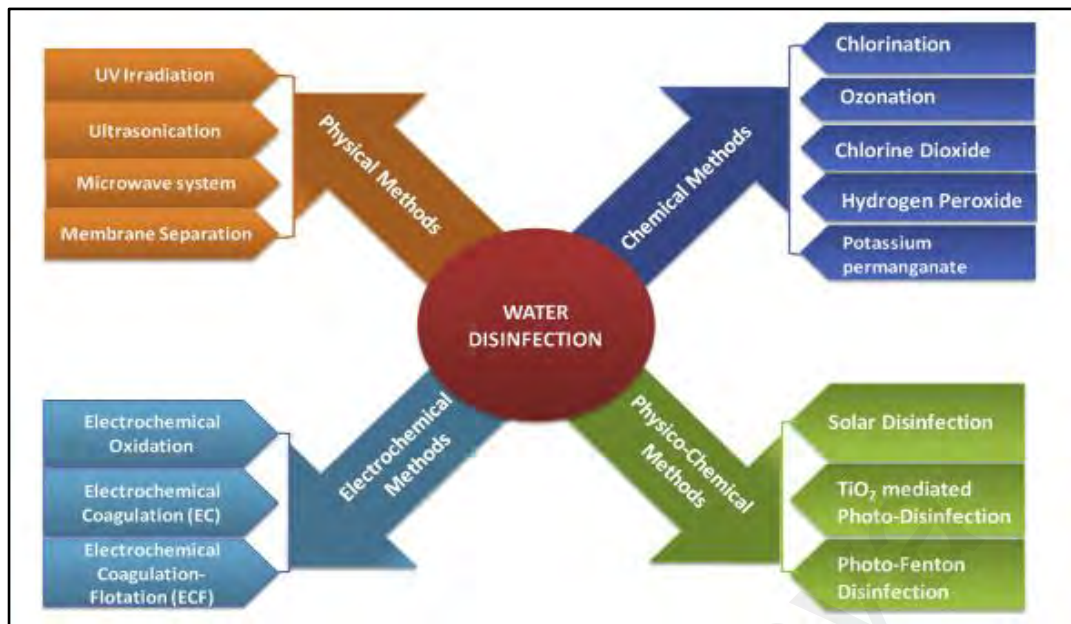 UV Irradiation
Ultrasonication
Microwave system
Membrane Separation
Physical Methods
Chlorination
Ozonation
Chlorine Dioxide
Hydrogen Peroxide
Potassium
permanganate
Chemical Methods
WATER
DISINFECTION
Electrochemical
Oxidation
Electrochemical
Coagulation (EC)
Electrochemical
Coagulation-
Flotation (ECF)
Electrochemical
Methods
Physico-Chemical
Methods
Solar Disinfection
TiO₇ mediated
Photo-Disinfection
Photo-Fenton
Disinfection